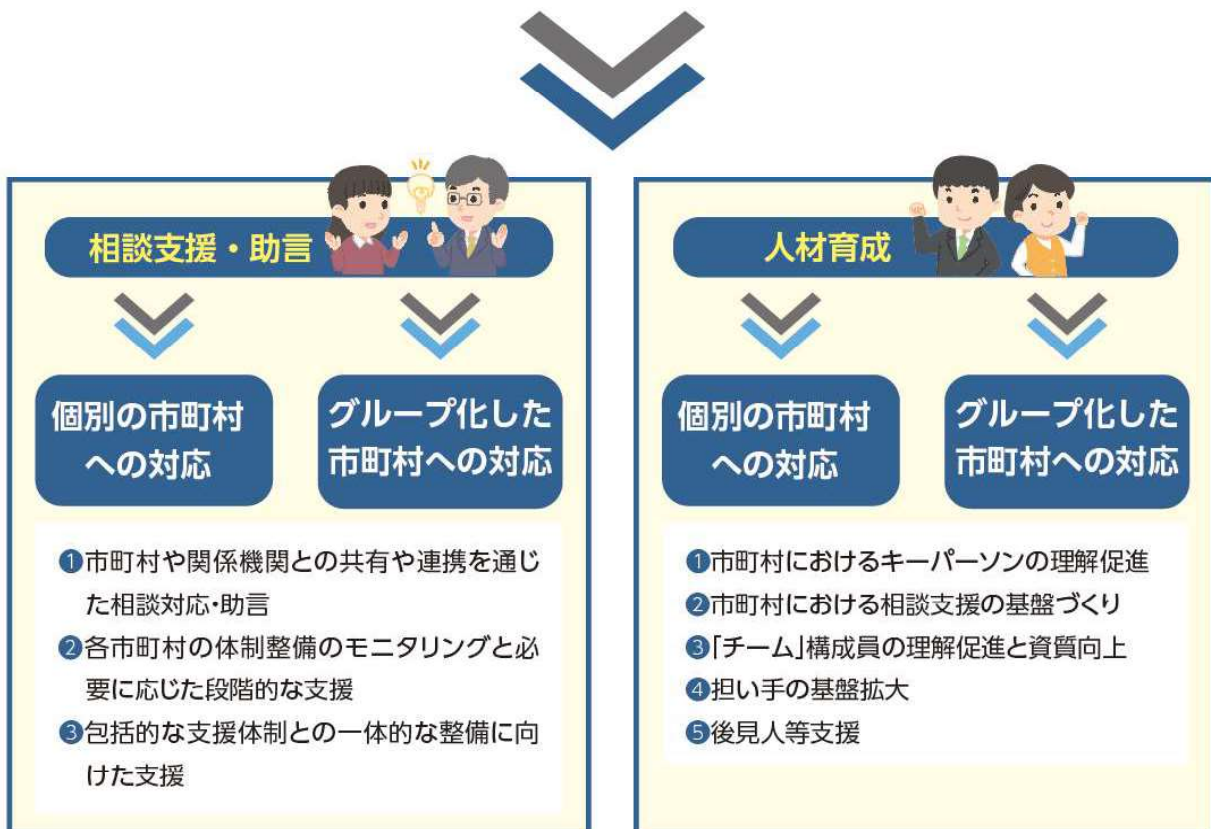 相談支援・助言
個別の市町村
への対応
グループ化した
市町村への対応
❶市町村や関係機関との共有や連携を通じ
た相談対応・助言
❷各市町村の体制整備のモニタリングと必
要に応じた段階的な支援
❸包括的な支援体制との一体的な整備に向
けた支援
人材育成
個別の市町村
への対応
グループ化した
市町村への対応
❶市町村におけるキーパーソンの理解促進
❷市町村における相談支援の基盤づくり
❸「チーム」構成員の理解促進と資質向上
❹担い手の基盤拡大
❺後見人等支援